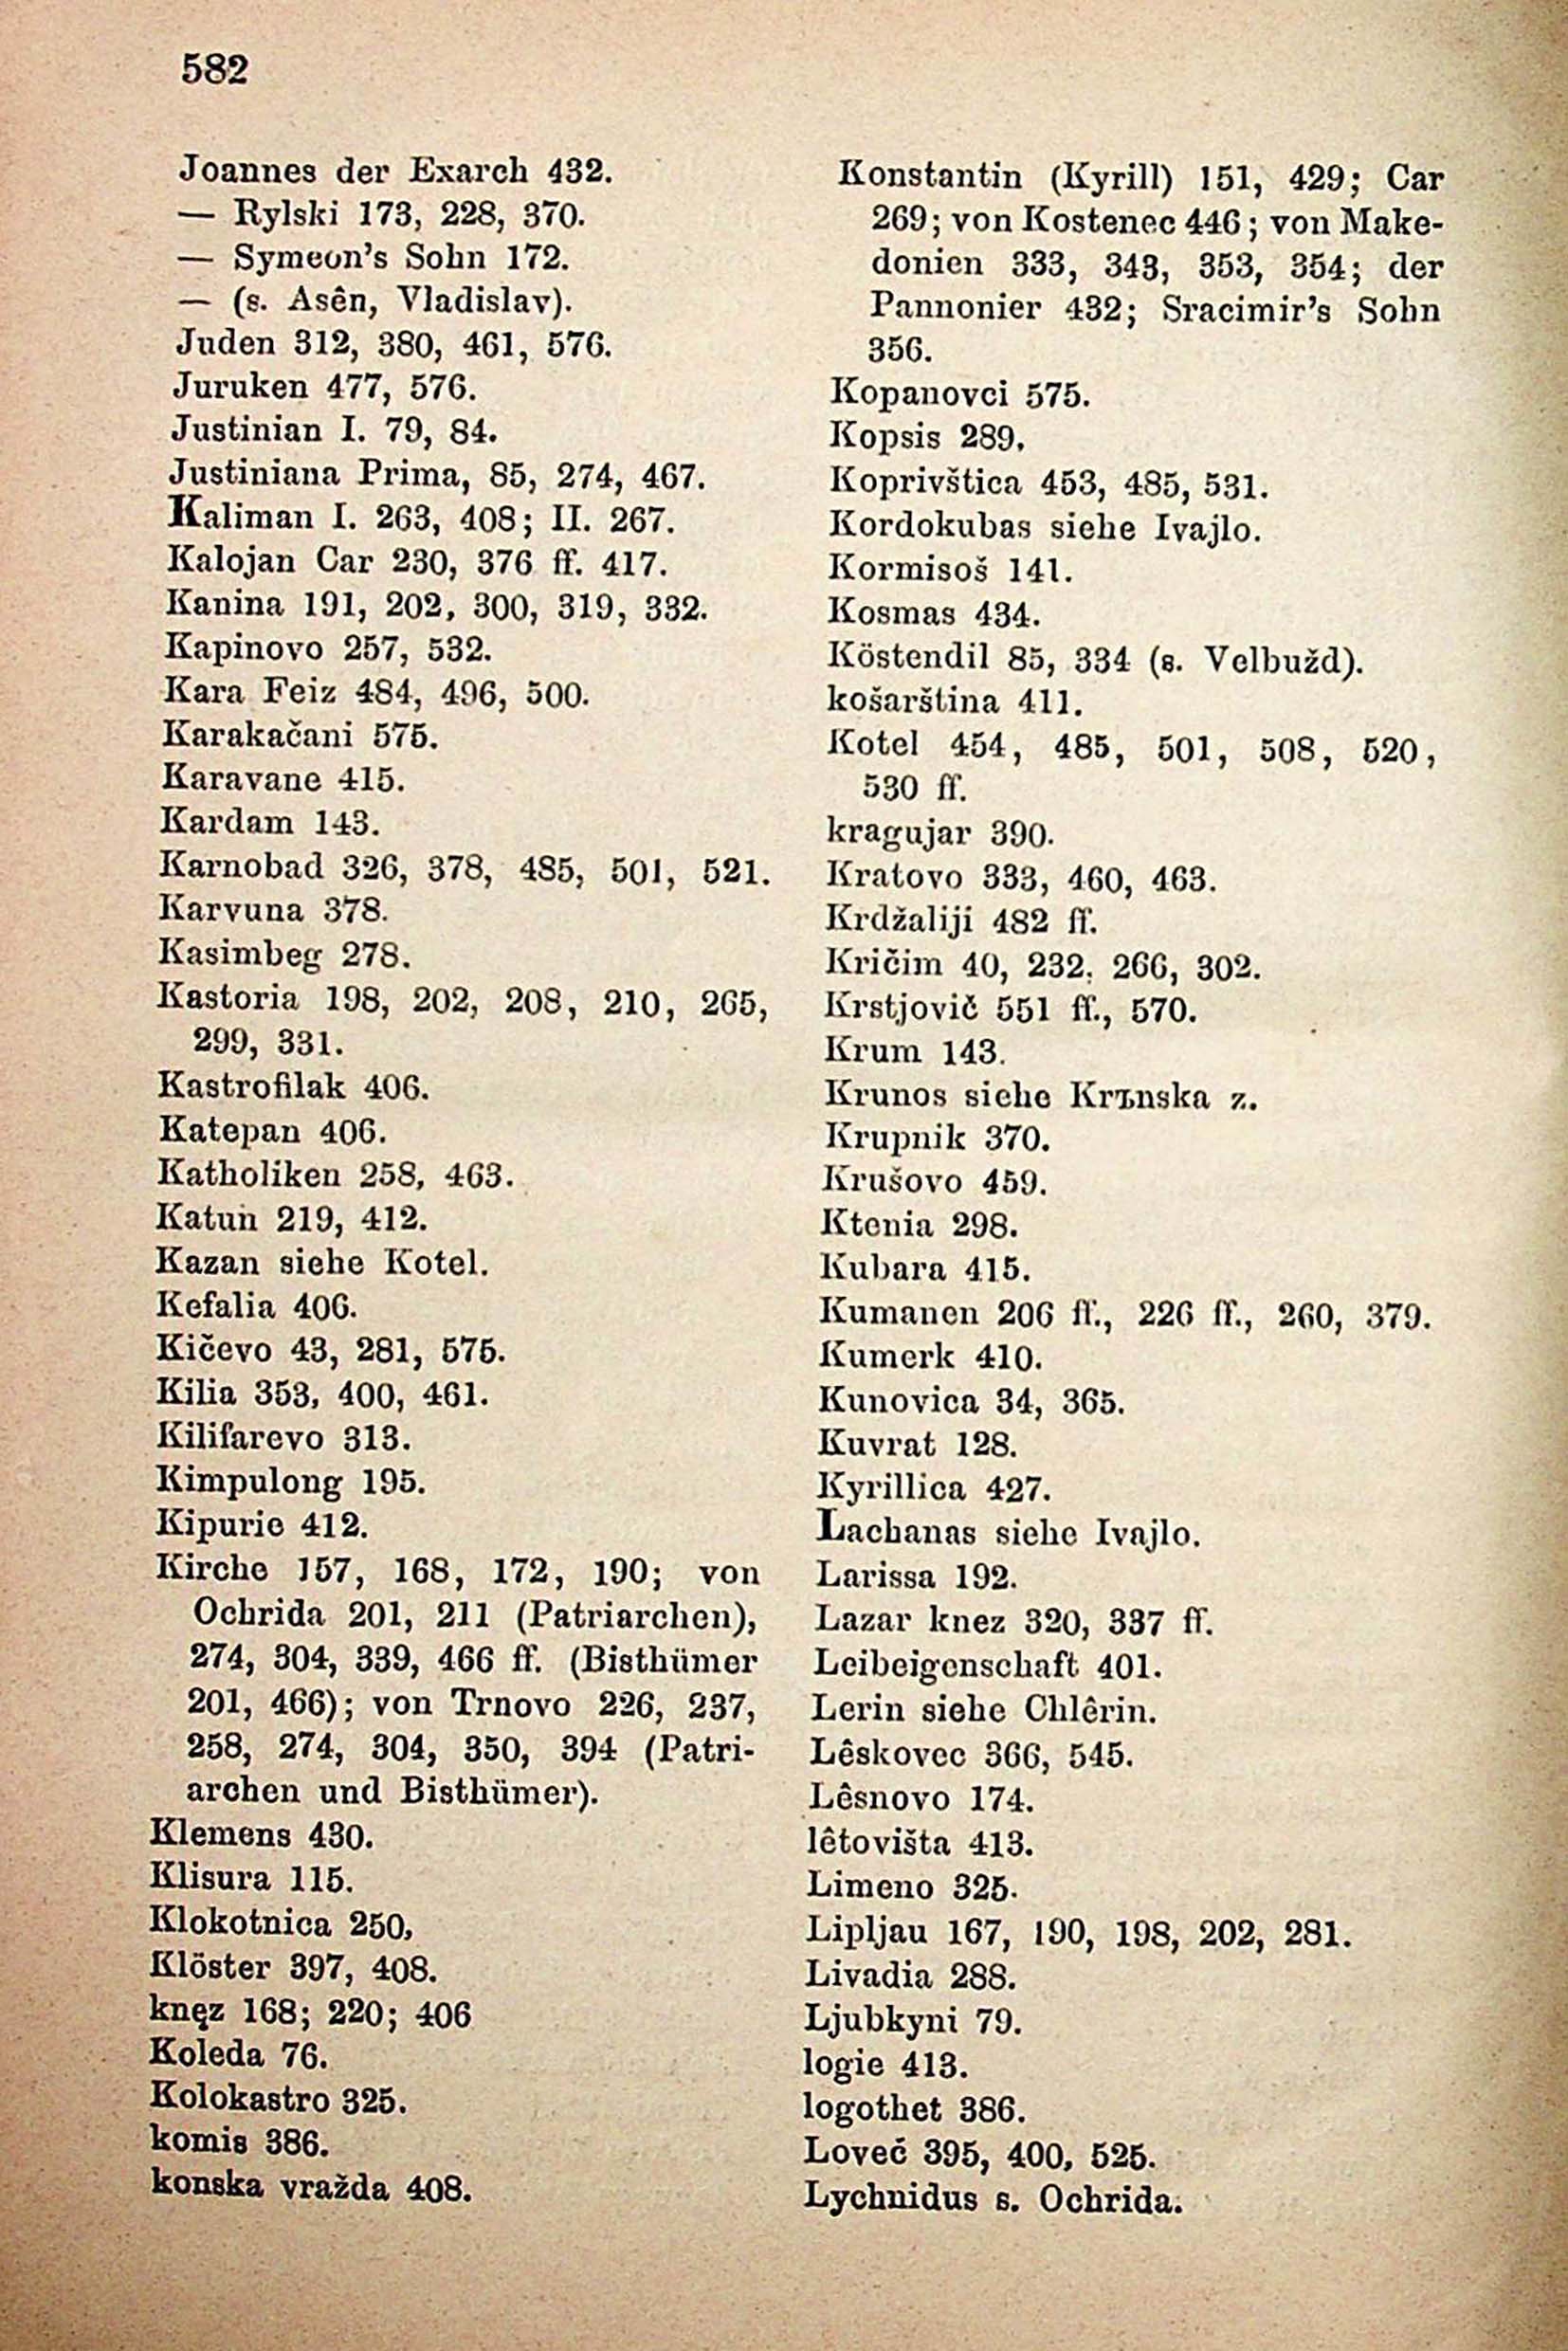 582
Joannes der Exarch 432.
— Rylski 173, 228, 370.
— Symeon's Sohn 172.
— (s. Asên, Vladislav).
Juden 312, 380, 461, 576.
Juruken 477, 576.
Justinian I. 79, 84.
Justiniana Prima, 85, 274, 467.
Kaliman I. 263, 408; II. 267.
Kalojan Car 230, 376 ff. 417.
Kanina 191, 202, 300, 319, 332.
Kapinovo 257, 532.
Kara Feiz 484, 496, 500.
Karakačani 575.
Karavane 415.
Kardam 143.
Karnobad 326, 378, 485, 501, 521.
Karvuna 378.
Kasimbeg 278.
Kastoria 198, 202, 208, 210, 265,
299, 331.
Kastrofilak 406.
Katepan 406.
Katholiken 258, 463.
Katun 219, 412.
Kazan siehe Kotel.
Kefalia 406.
Kičevo 43, 281, 575.
Kilia 353, 400, 461.
Kilifarevo 313.
Kimpulong 195.
Kipurie 412.
Kirche 157, 168, 172, 190; von
Ochrida 201, 211 (Patriarchen),
274, 304, 339, 466 ff. (Bisthümer
201, 466); von Trnovo 226, 237,
258, 274, 304, 350, 394 (Patri-
archen und Bisthümer).
Klemens 430.
Klisura 115.
Klokotnica 250,
Klöster 397, 408.
knęz 168; 220; 406
Koleda 76.
Kolokastro 325.
komis 386.
konska vražda 408.
Konstantin (Kyrill) 151, 429; Car
269; von Kostenec 446; von Make-
donien 333, 343, 353, 354; der
Pannonier 432; Sracimir's Sohn
356.
Kopanovci 575.
Kopsis 289.
Koprivštica 453, 485, 531.
Kordokubas siehe Ivajlo.
Kormisoš 141.
Kosmas 434.
Köstendil 85, 334 (s. Velbužd).
košarština 411.
Kotel 454, 485, 501, 508, 520,
530 ff.
kragujar 390.
Kratovo 333, 460, 463.
Krdžaliji 482 ff.
Kričim 40, 232, 266, 302.
Krstjovič 551 ff., 570.
Krum 143.
Krunos siehe Krъnska z.
Krupnik 370.
Krušovo 459.
Ktenia 298.
Kubara 415.
Kumanen 206 ff., 226 ff., 260, 379.
Kumerk 410.
Kunovica 34, 365.
Kuvrat 128.
Kyrillica 427.
Lachanas siehe Ivajlo.
Larissa 192.
Lazar knez 320, 337 ff.
Leibeigenschaft 401.
Lerin siehe Chlêrin.
Lêskovec 366, 545.
Lêsnovo 174.
lêtovišta 413.
Limeno 325.
Lipljau 167, 190, 198, 202, 281.
Livadia 288.
Ljubkyni 79.
logie 413.
logothet 386.
Loveč 395, 400, 525.
Lychnidus s. Ochrida.